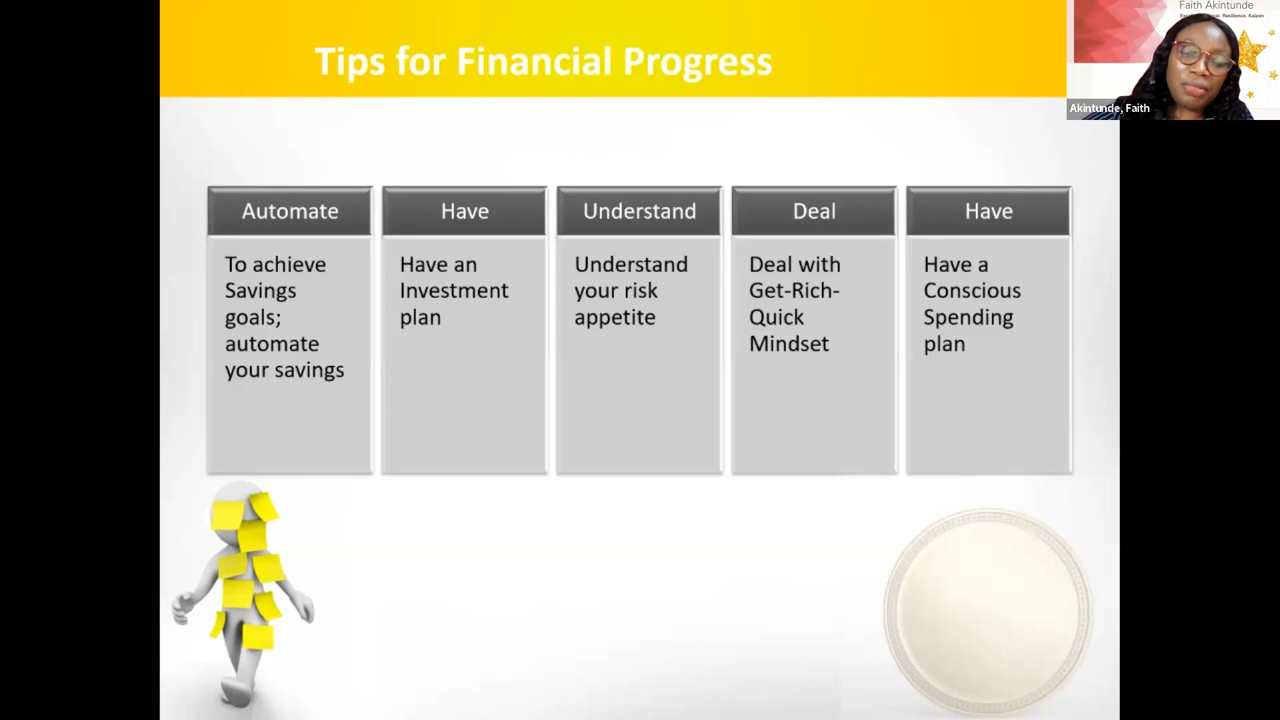 Tips for Financial Progress
Faith Akintunde
Resilience. Kaizen
Akintunde, Faith
Automate
To achieve
Savings
goals;
automate
your savings
Have
Have an
Investment
plan
Understand
Understand
your risk
appetite
Deal
Deal with
Get-Rich-
Quick
Mindset
Have
Have a
Conscious
Spending
plan